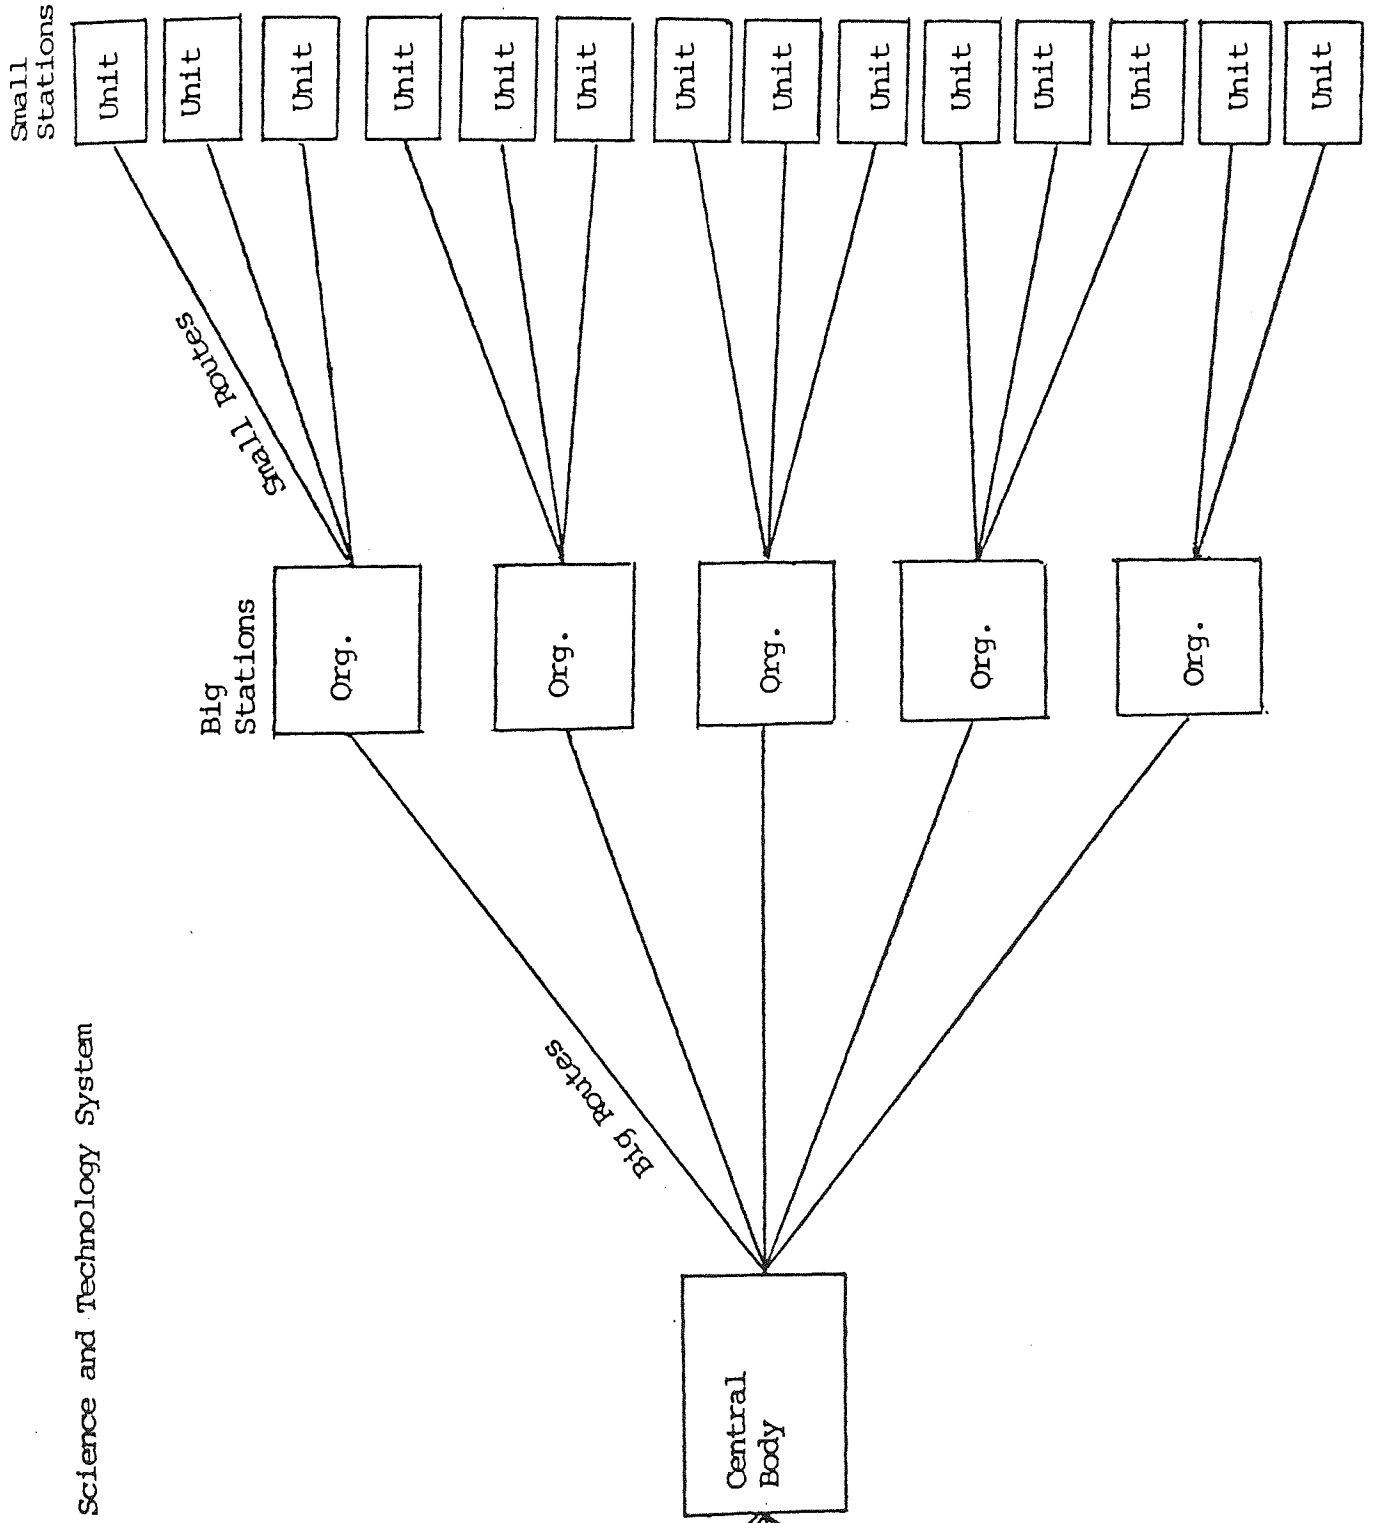 Science and Technology System
Small
Stations
Unit
Unit
Unit
Unit
Unit
Unit
Unit
Unit
Unit
Unit
Unit
Unit
Unit
Unit
Small Routes
Big
Stations
Org.
Org.
Org.
Org.
Org.
Big Routes
Central
Body